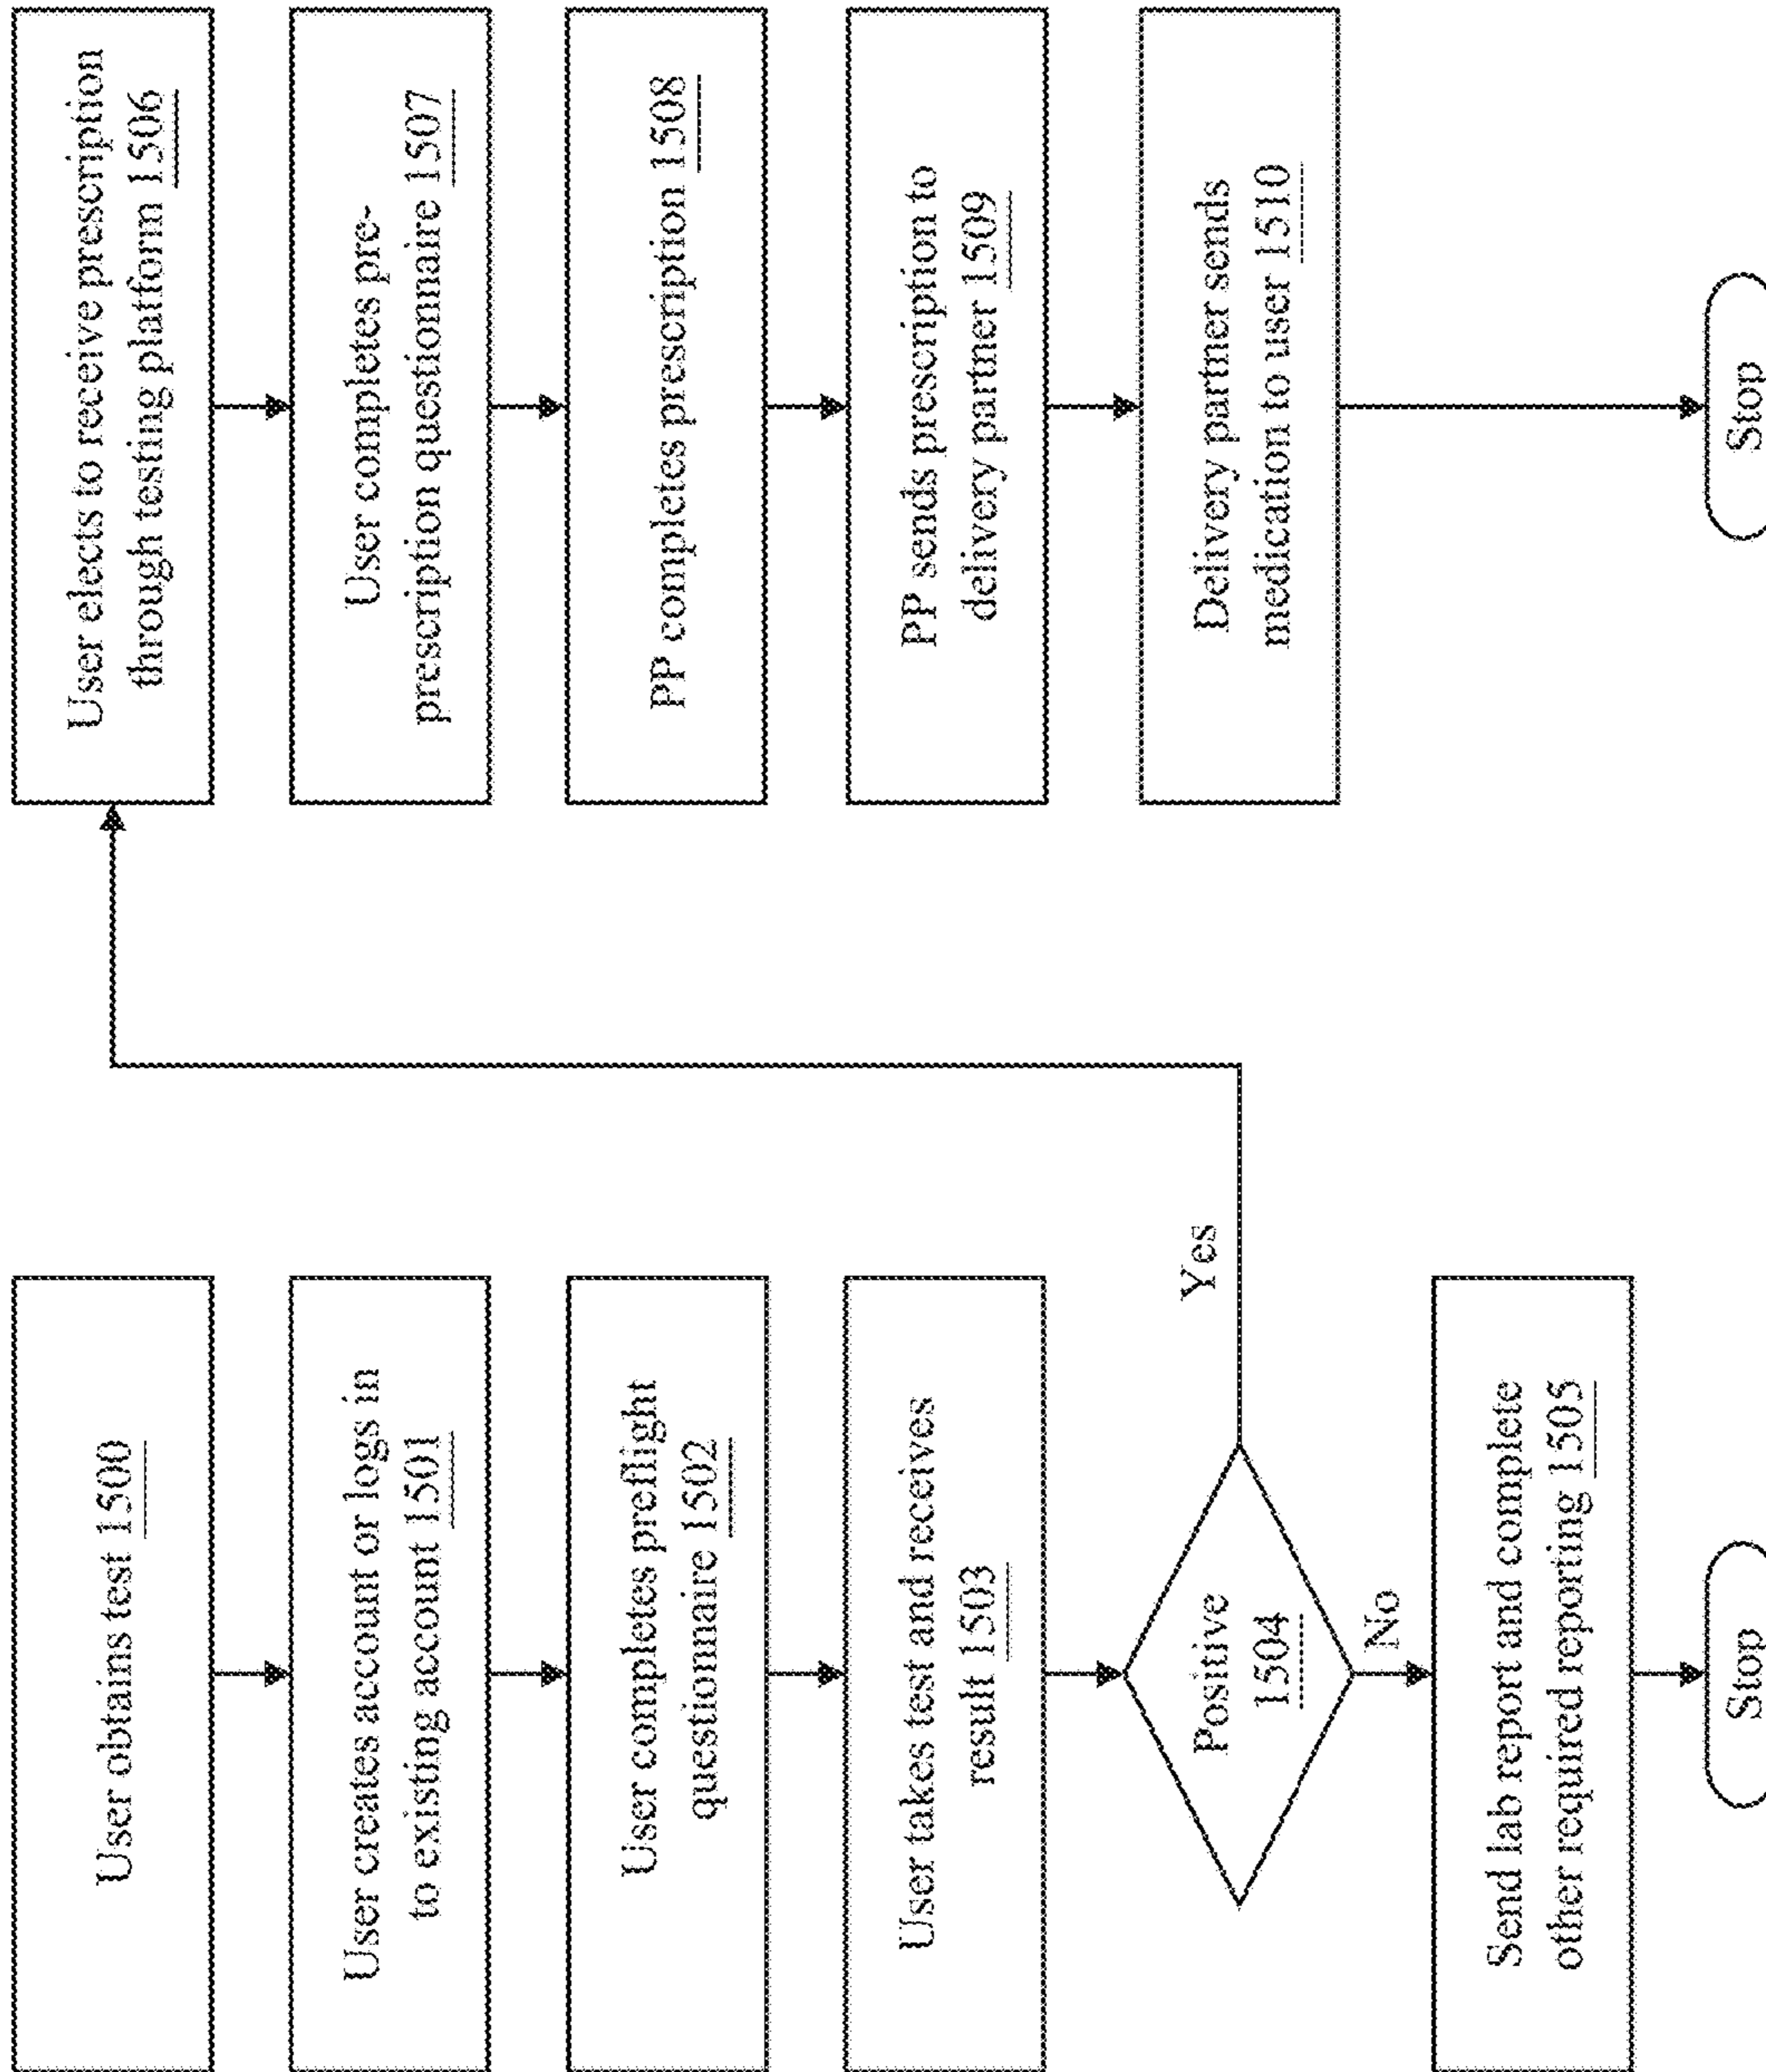 User obtains test 1500
User creates account or logs in
to existing account 1501
User completes preflight
questionnaire 1502
User takes test and receives
result 1503
Positive
1504
Yes
No
Send lab report and complete
other required reporting 1505
Stop
User elects to receive prescription
through testing platform 1506
User completes pre-
prescription questionnaire 1507
PP completes prescription 1508
PP sends prescription to
delivery partner 1509
Delivery partner sends
medication to user 1510
Stop